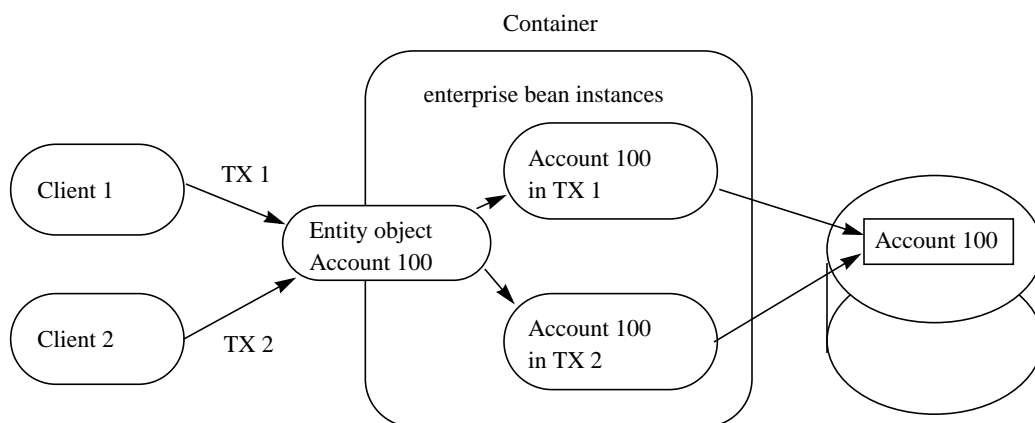 Container
enterprise bean instances
Client 1
TX 1
Account 100
in TX 1
Entity object
Account 100
Account 100
Client 2
TX 2
Account 100
in TX 2